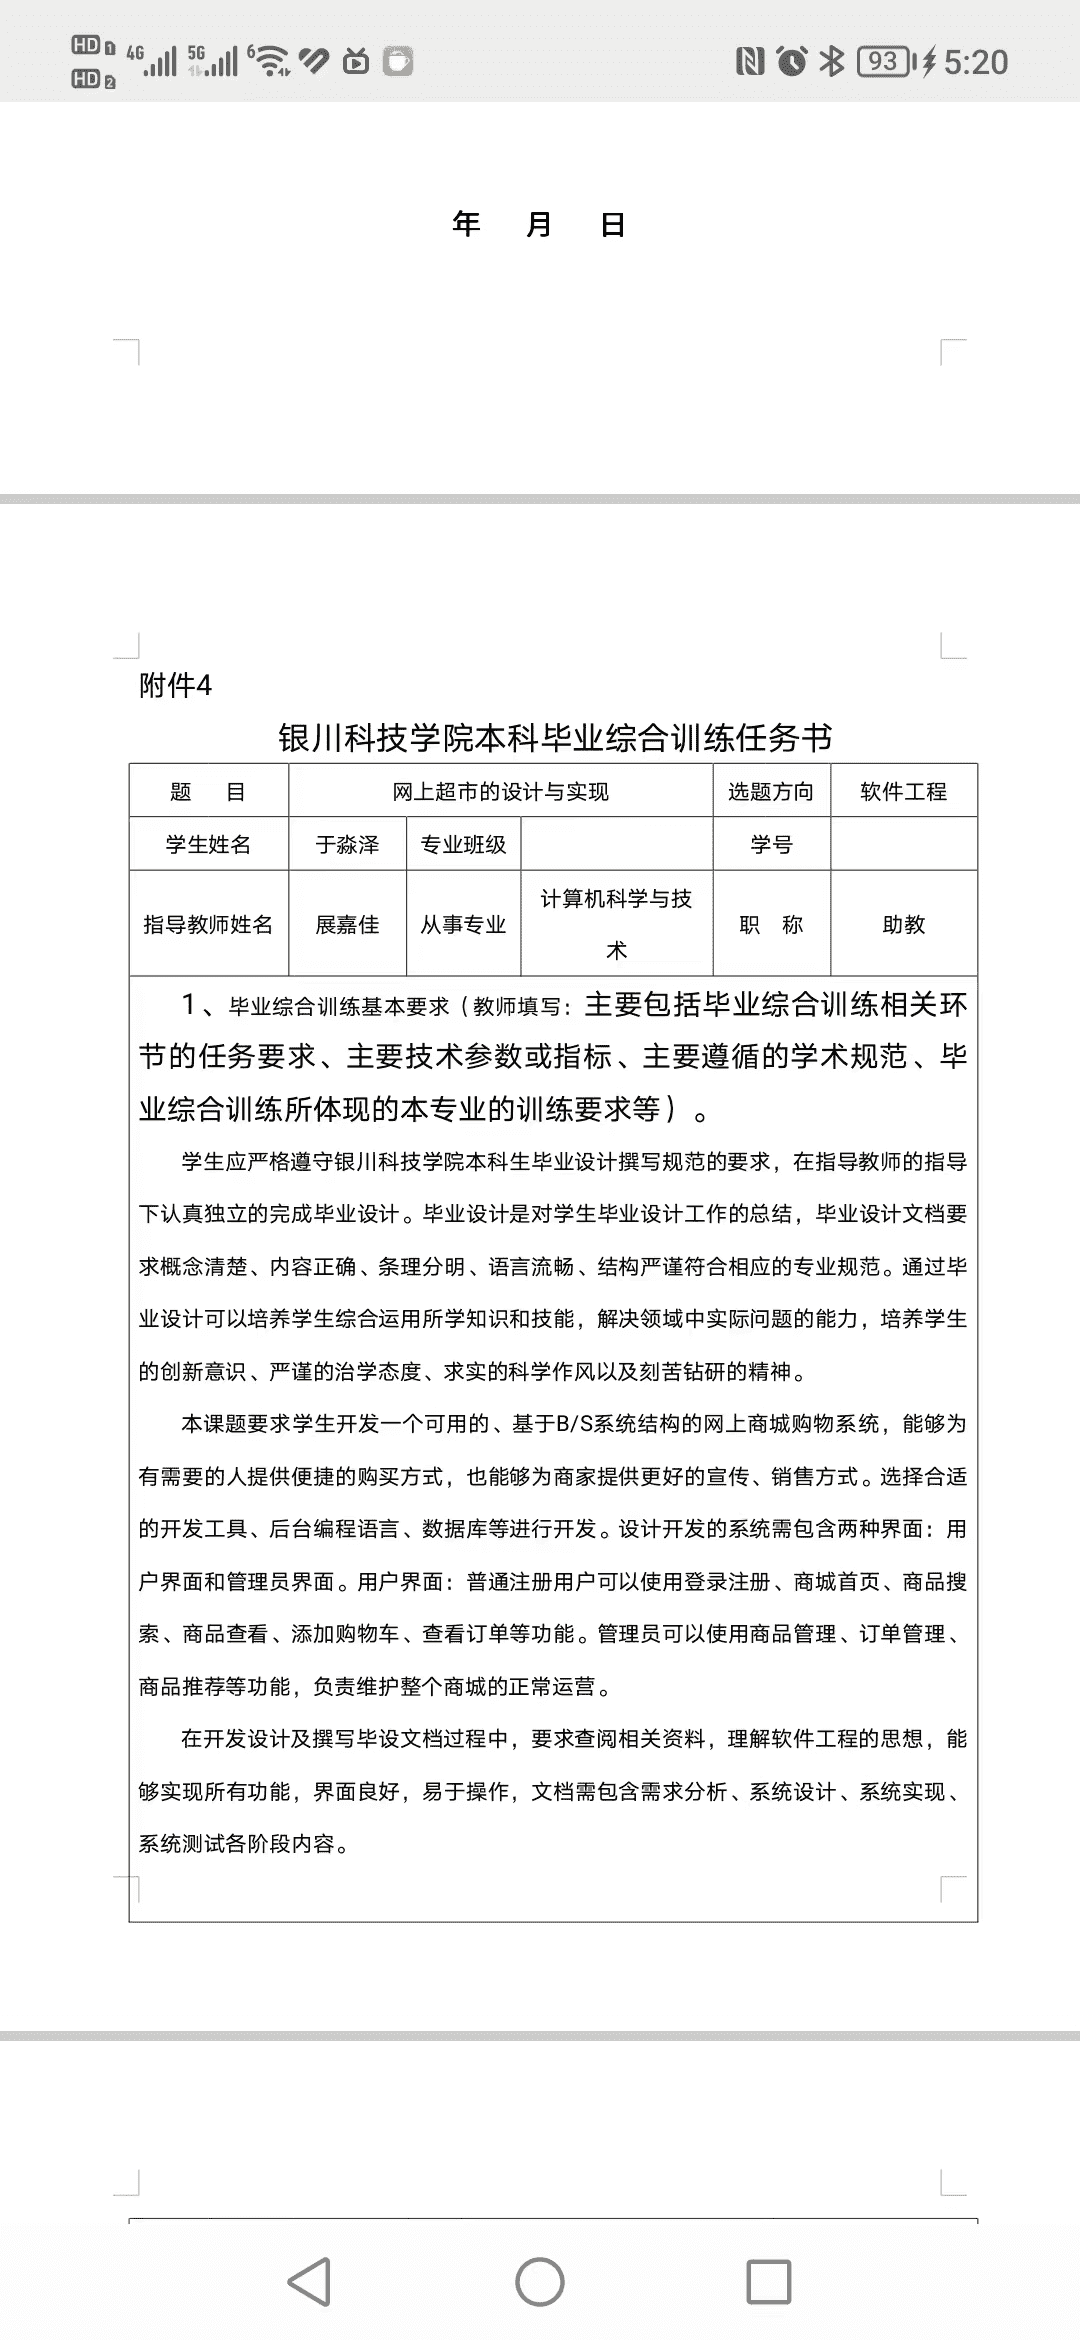 HD 1 4G 5G 6 93 5:20
HD 2
年 月 日
附件4
银川科技学院本科毕业综合训练任务书
题 目 网上超市的设计与实现 选题方向 软件工程
学生姓名 于淼泽 专业班级 学号
指导教师姓名 展嘉佳 从事专业 计算机科学与技术 职 称 助教
1、毕业综合训练基本要求（教师填写：主要包括毕业综合训练相关环
节的任务要求、主要技术参数或指标、主要遵循的学术规范、毕
业综合训练所体现的本专业的训练要求等）。
学生应严格遵守银川科技学院本科生毕业设计撰写规范的要求，在指导教师的指导
下认真独立的完成毕业设计。毕业设计是对学生毕业设计工作的总结，毕业设计文档要
求概念清楚、内容正确、条理分明、语言流畅、结构严谨符合相应的专业规范。通过毕
业设计可以培养学生综合运用所学知识和技能，解决领域中实际问题的能力，培养学生
的创新意识、严谨的治学态度、求实的科学作风以及刻苦钻研的精神。
本课题要求学生开发一个可用的、基于B/S系统结构的网上商城购物系统，能够为
有需要的人提供便捷的购买方式，也能够为商家提供更好的宣传、销售方式。选择合适
的开发工具、后台编程语言、数据库等进行开发。设计开发的系统需包含两种界面：用
户界面和管理员界面。用户界面：普通注册用户可以使用登录注册、商城首页、商品搜
索、商品查看、添加购物车、查看订单等功能。管理员可以使用商品管理、订单管理、
商品推荐等功能，负责维护整个商城的正常运营。
在开发设计及撰写毕设文档过程中，要求查阅相关资料，理解软件工程的思想，能
够实现所有功能，界面良好，易于操作，文档需包含需求分析、系统设计、系统实现、
系统测试各阶段内容。